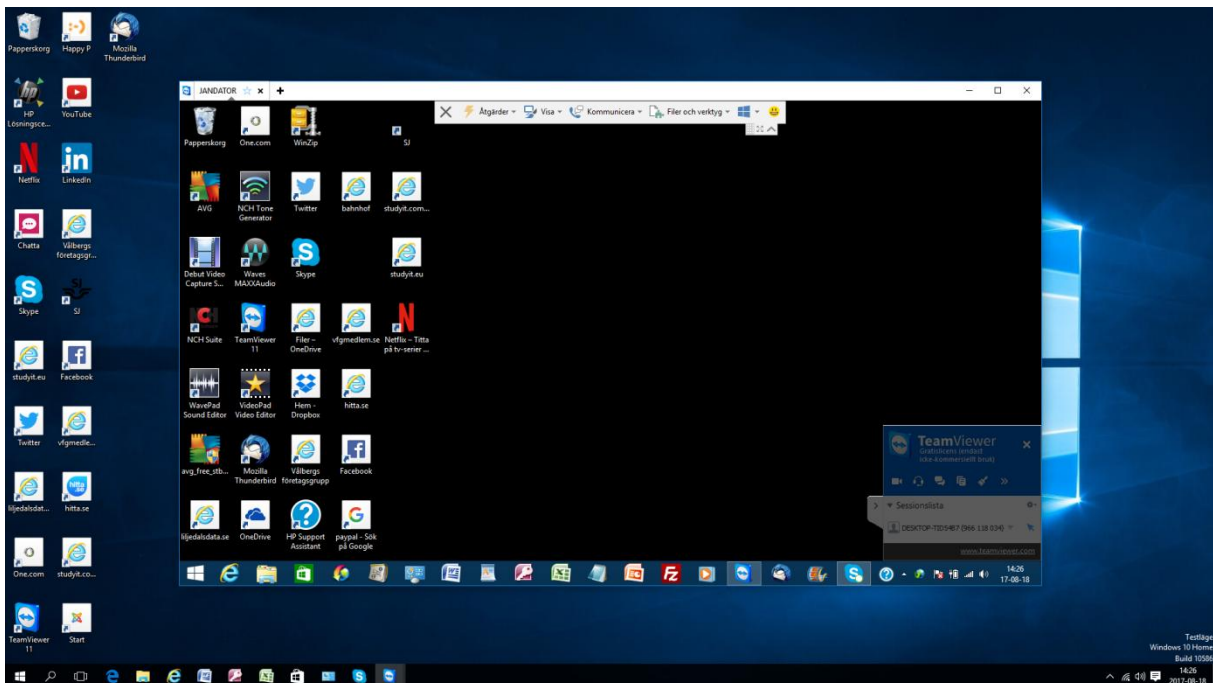 Papperskorg
Happy P
Mozilla
Thunderbird
HP
Lösningsce...
YouTube
Netflix
LinkedIn
Chatta
Vålbergs
företagsgr...
Skype
SJ
studyit.eu
Facebook
Twitter
vfgmedle...
liljedalsdat...
hitta.se
One.com
studyit.co...
TeamViewer
11
Start
JANDATOR
Åtgärder
Visa
Kommunicera
Filer och verktyg
Papperskorg
One.com
WinZip
SJ
AVG
NCH Tone
Generator
Twitter
bahnhof
studyit.com...
Debut Video
Capture S...
Waves
MAXXAudio
Skype
studyit.eu
NCH Suite
TeamViewer
11
Filer –
OneDrive
vfgmedlem.se
Netflix – Titta
på tv-serier ...
WavePad
Sound Editor
VideoPad
Video Editor
Hem -
Dropbox
hitta.se
avg_free_stb...
Mozilla
Thunderbird
Vålbergs
företagsgrupp
Facebook
liljedalsdata.se
OneDrive
HP Support
Assistant
paypal - Sök
på Google
TeamViewer
Gratislicens (endast
icke-kommersiellt bruk)
Sessionslista
DESKTOP-TID5487 (966 118 034)
www.teamviewer.com
14:26
17-08-18
Testläge
Windows 10 Home
Build 10586
14:26
2017-08-18